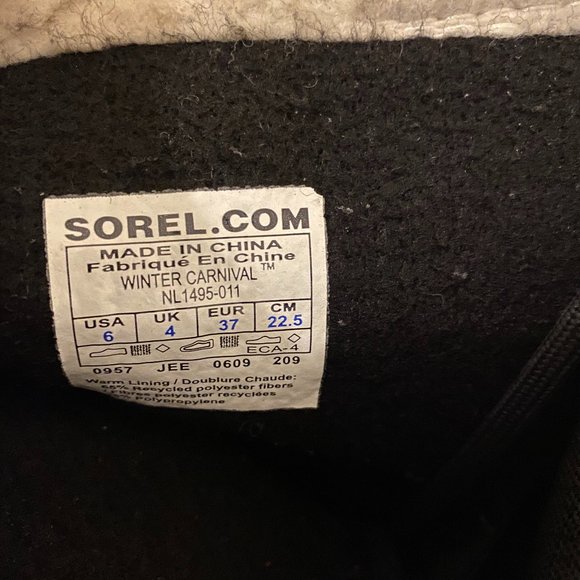 SOREL.COM
MADE IN CHINA
Fabriqué En Chine
WINTER CARNIVAL™
NL1495-011
USA UK EUR CM
6 4 37 22.5
ECA-4
0957 JEE 0609 209
Warm Lining / Doublure Chaude:
Recycled polyester fibers
Fibres polyester recyclées
Polypropylene